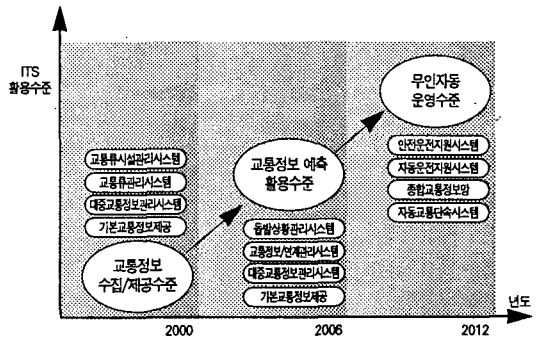 ITS
활용수준
교통류시설관리시스템
교통류관리시스템
대중교통정보관리시스템
기본교통정보제공
교통정보
수집/제공수준
교통정보 예측
활용수준
돌발상황관리시스템
교통정보/연계관리시스템
대중교통정보관리시스템
기본교통정보제공
무인자동
운영수준
안전운전지원시스템
자동운전지원시스템
종합교통정보망
자동교통단속시스템
년도
2000
2006
2012